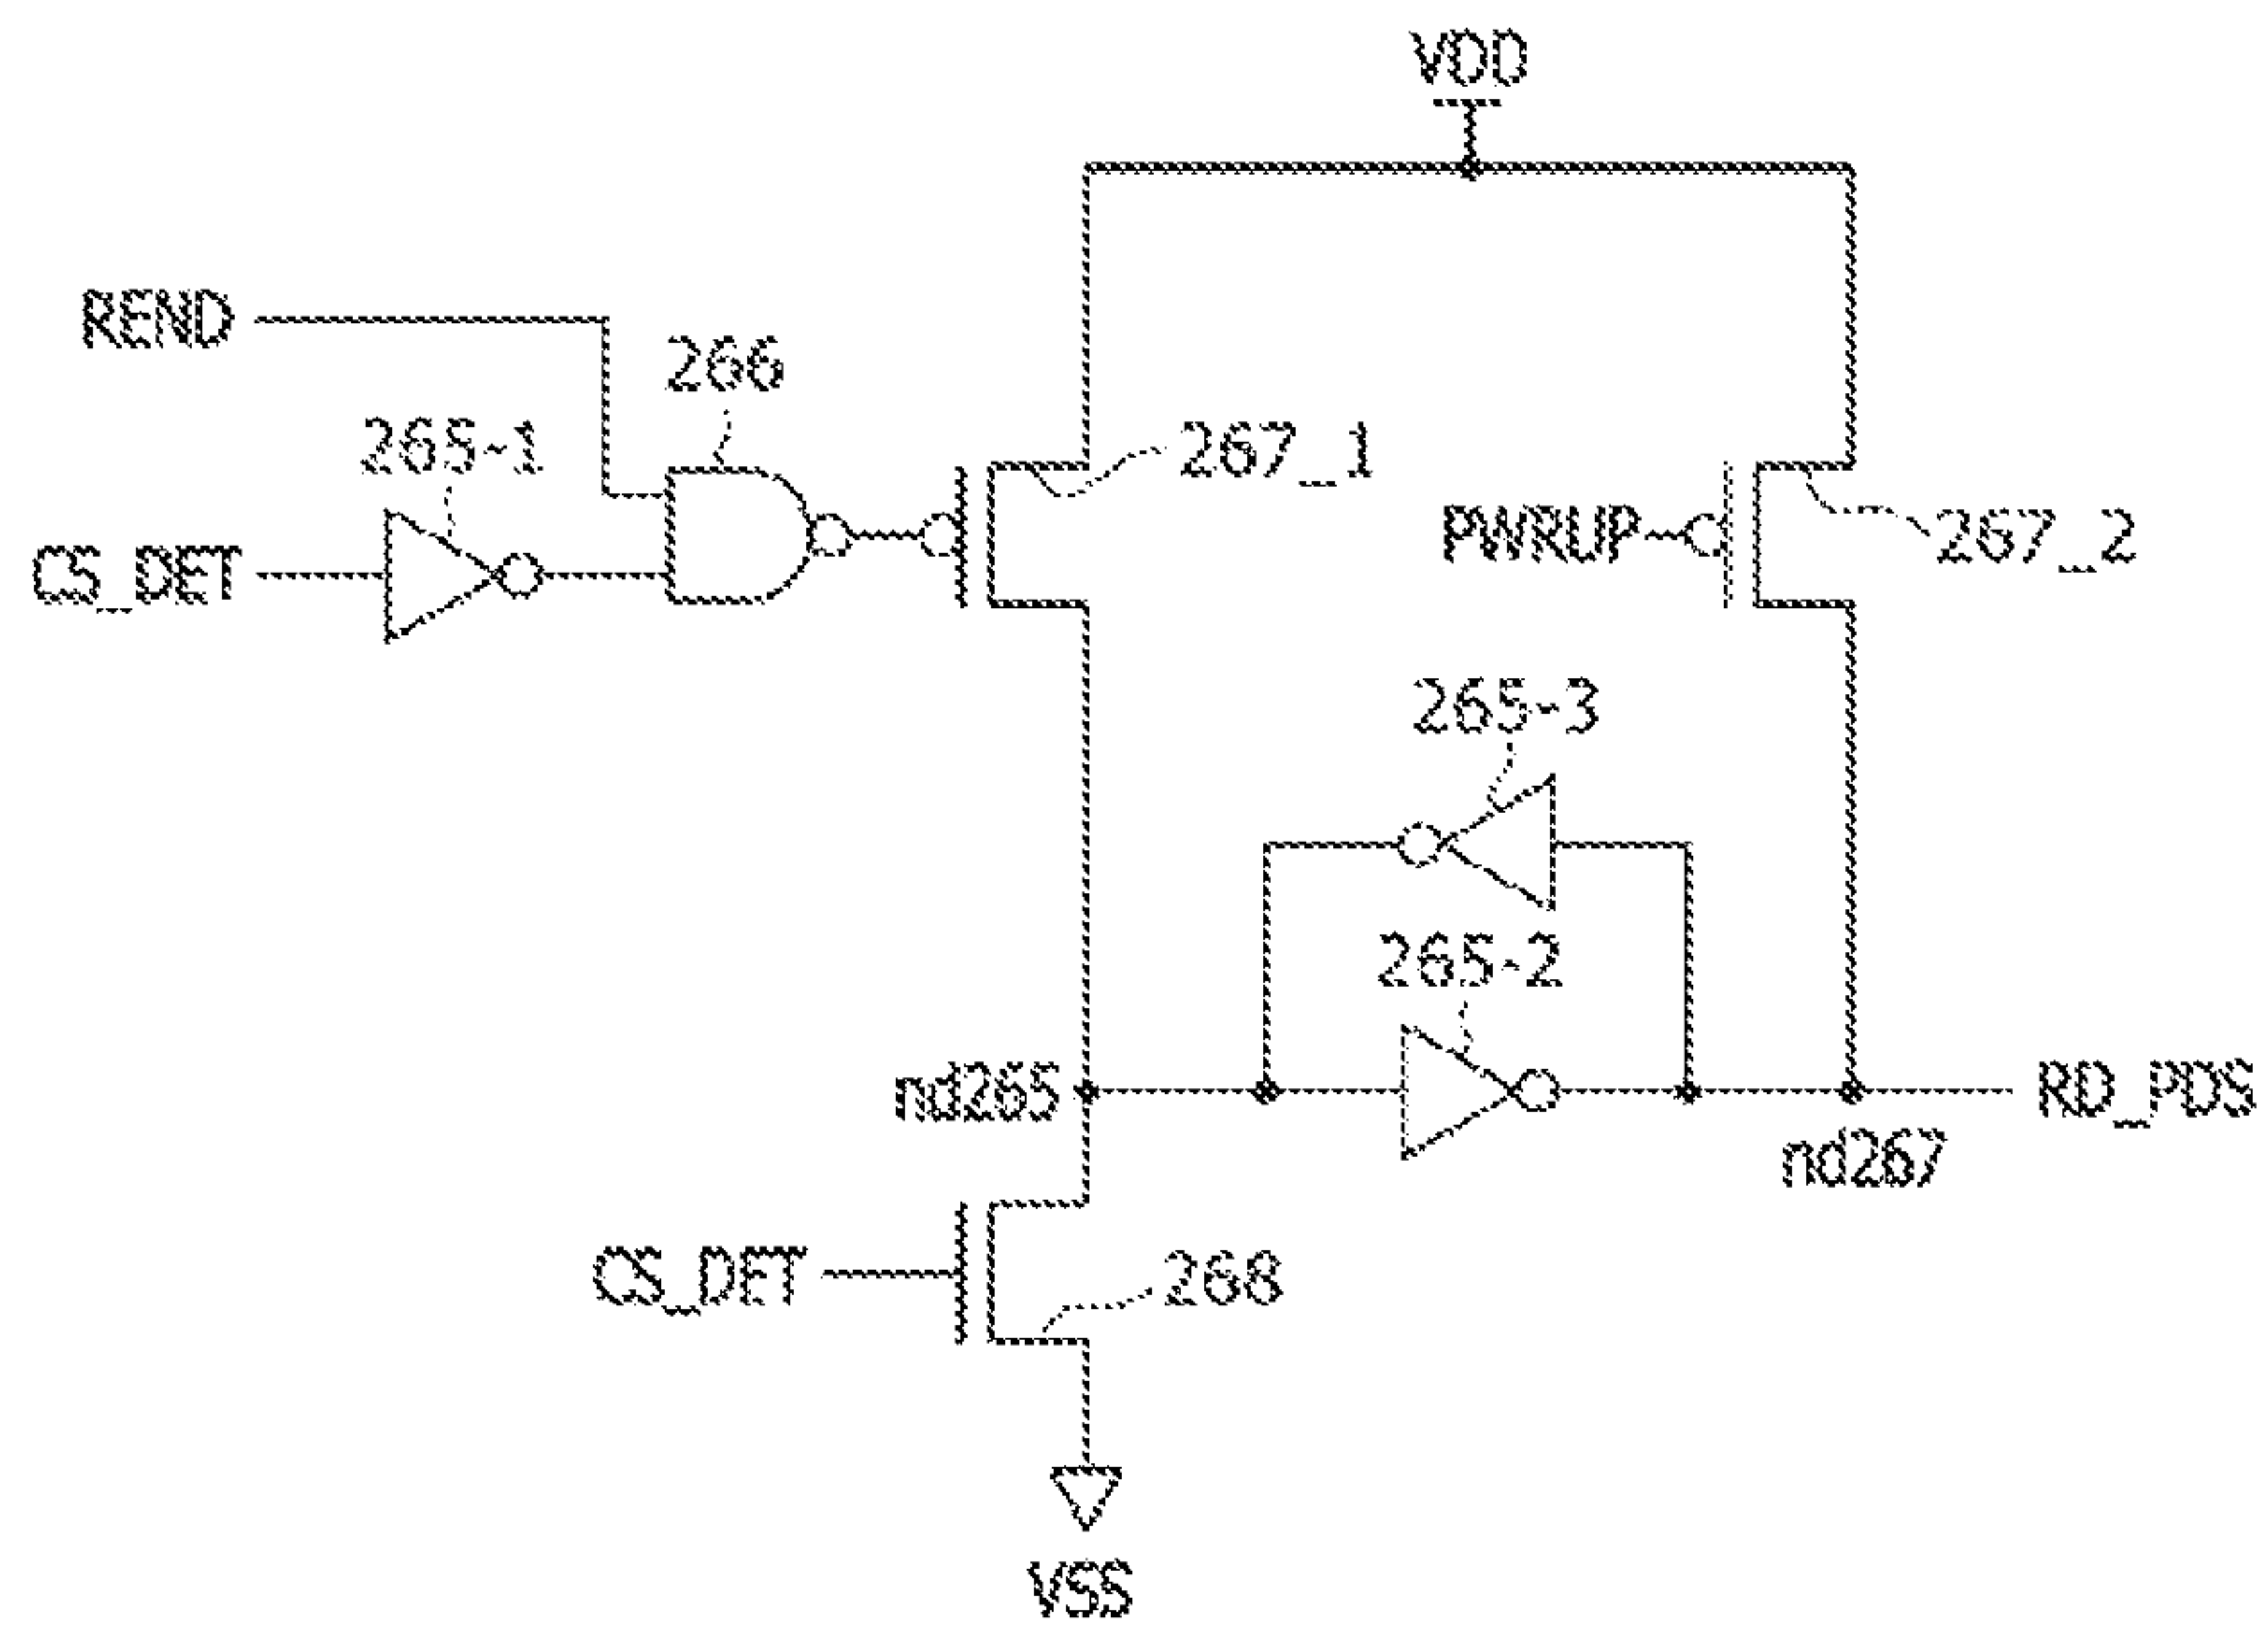 VDD
REND
266
265-1
267_1
CS_DET
PWRUP
267_2
265-3
265-2
nd265
RD_PDS
nd267
CS_DET
268
VSS